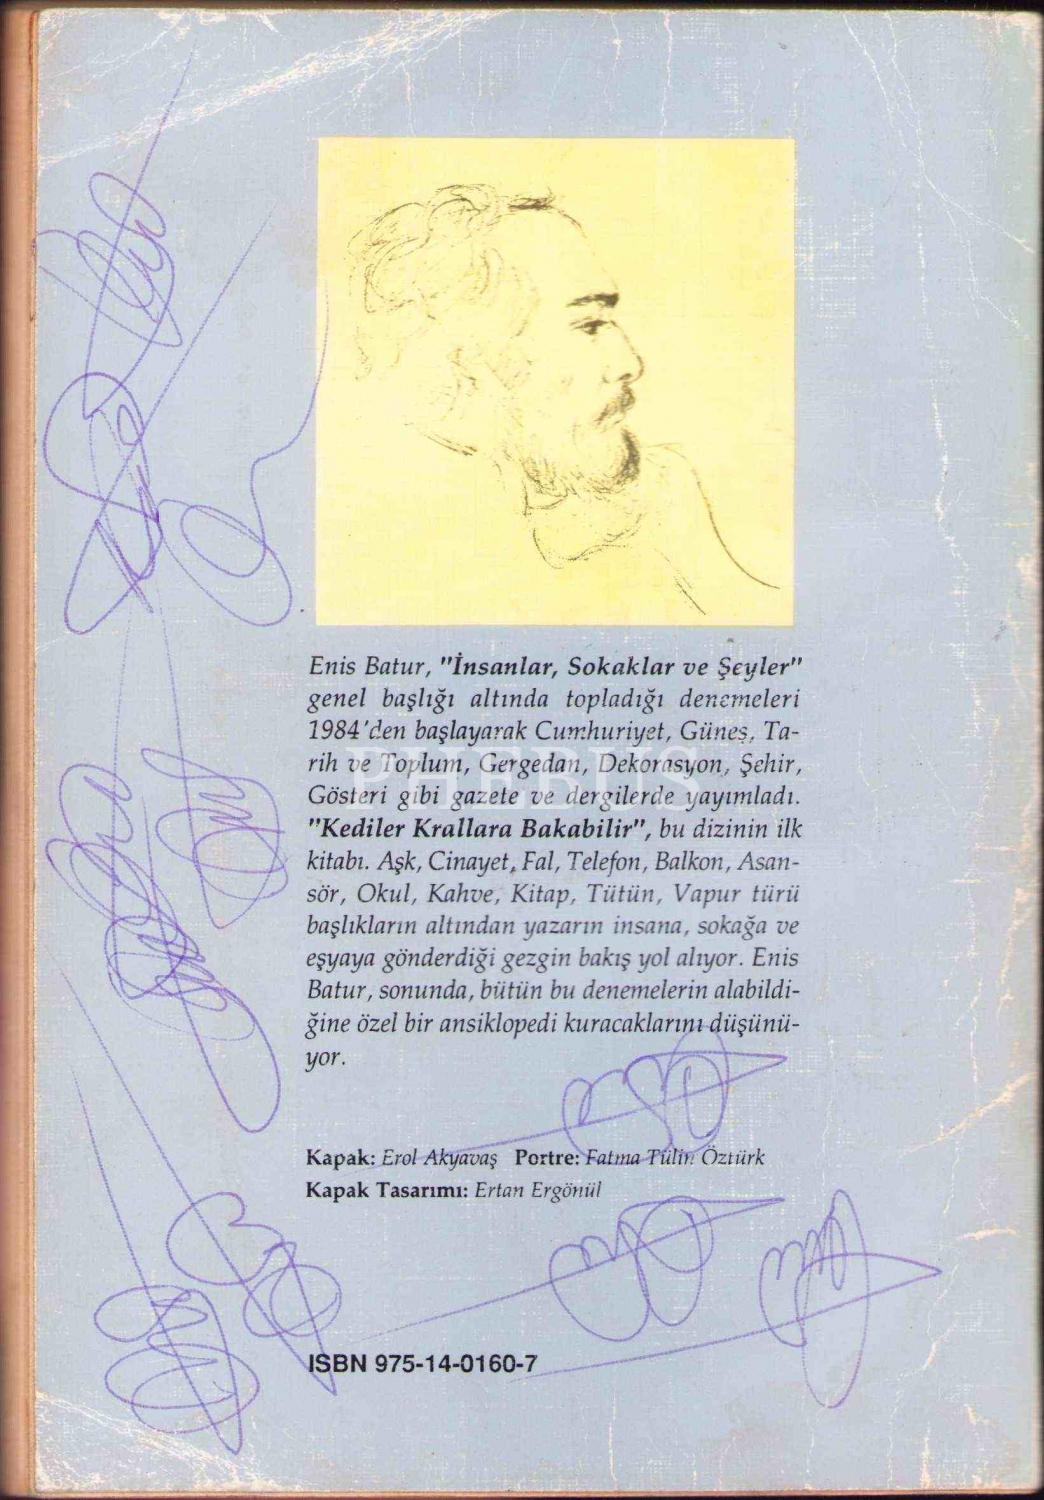 Enis Batur, "İnsanlar, Sokaklar ve Şeyler"
genel başlığı altında topladığı denemeleri
1984'den başlayarak Cumhuriyet, Güneş, Ta-
rih ve Toplum, Gergedan, Dekorasyon, Şehir,
PHEBUS
Gösteri gibi gazete ve dergilerde yayımladı.
"Kediler Krallara Bakabilir", bu dizinin ilk
kitabı. Aşk, Cinayet, Fal, Telefon, Balkon, Asan-
sör, Okul, Kahve, Kitap, Tütün, Vapur türü
başlıkların altından yazarın insana, sokağa ve
eşyaya gönderdiği gezgin bakış yol alıyor. Enis
Batur, sonunda, bütün bu denemelerin alabildi-
ğine özel bir ansiklopedi kuracaklarını düşünü-
yor.
Kapak: Erol Akyavaş Portre: Fatma Tülin Öztürk
Kapak Tasarımı: Ertan Ergönül
ISBN 975-14-0160-7